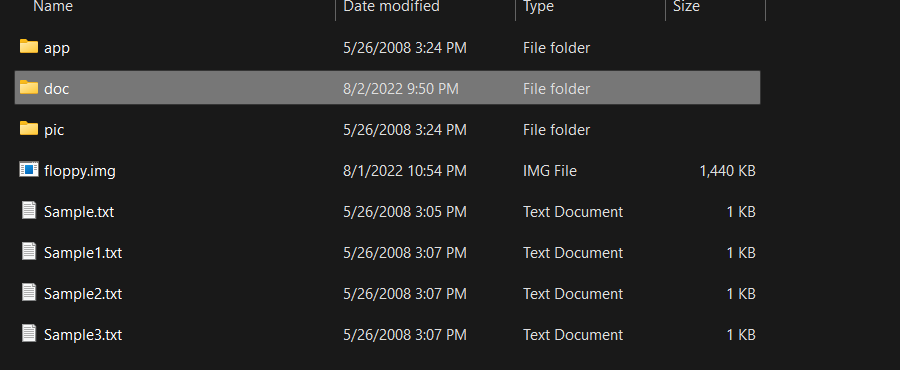 Name Date modified Type Size
app 5/26/2008 3:24 PM File folder
doc 8/2/2022 9:50 PM File folder
pic 5/26/2008 3:24 PM File folder
floppy.img 8/1/2022 10:54 PM IMG File 1,440 KB
Sample.txt 5/26/2008 3:05 PM Text Document 1 KB
Sample1.txt 5/26/2008 3:07 PM Text Document 1 KB
Sample2.txt 5/26/2008 3:07 PM Text Document 1 KB
Sample3.txt 5/26/2008 3:07 PM Text Document 1 KB